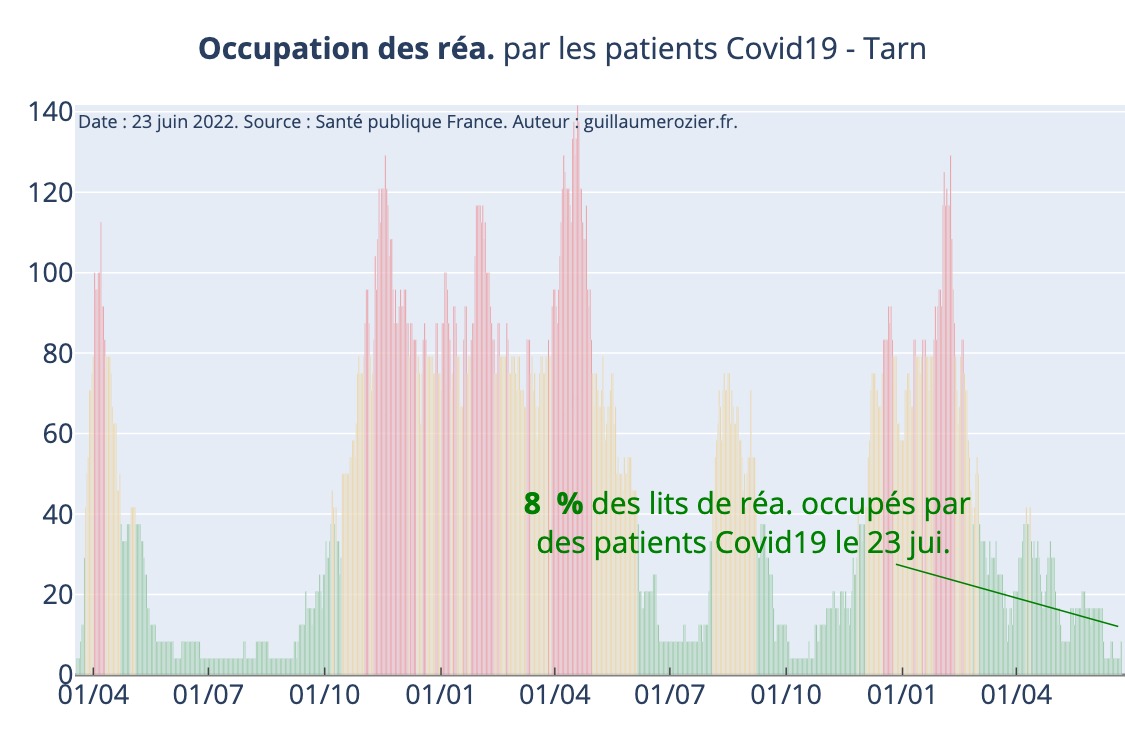 Occupation des réa. par les patients Covid19 - Tarn
140
Date : 23 juin 2022. Source : Santé publique France. Auteur : guillaumerozier.fr.
120
100
80
60
40
20
0
8 % des lits de réa. occupés par
des patients Covid19 le 23 jui.
01/04 01/07 01/10 01/01 01/04 01/07 01/10 01/01 01/04